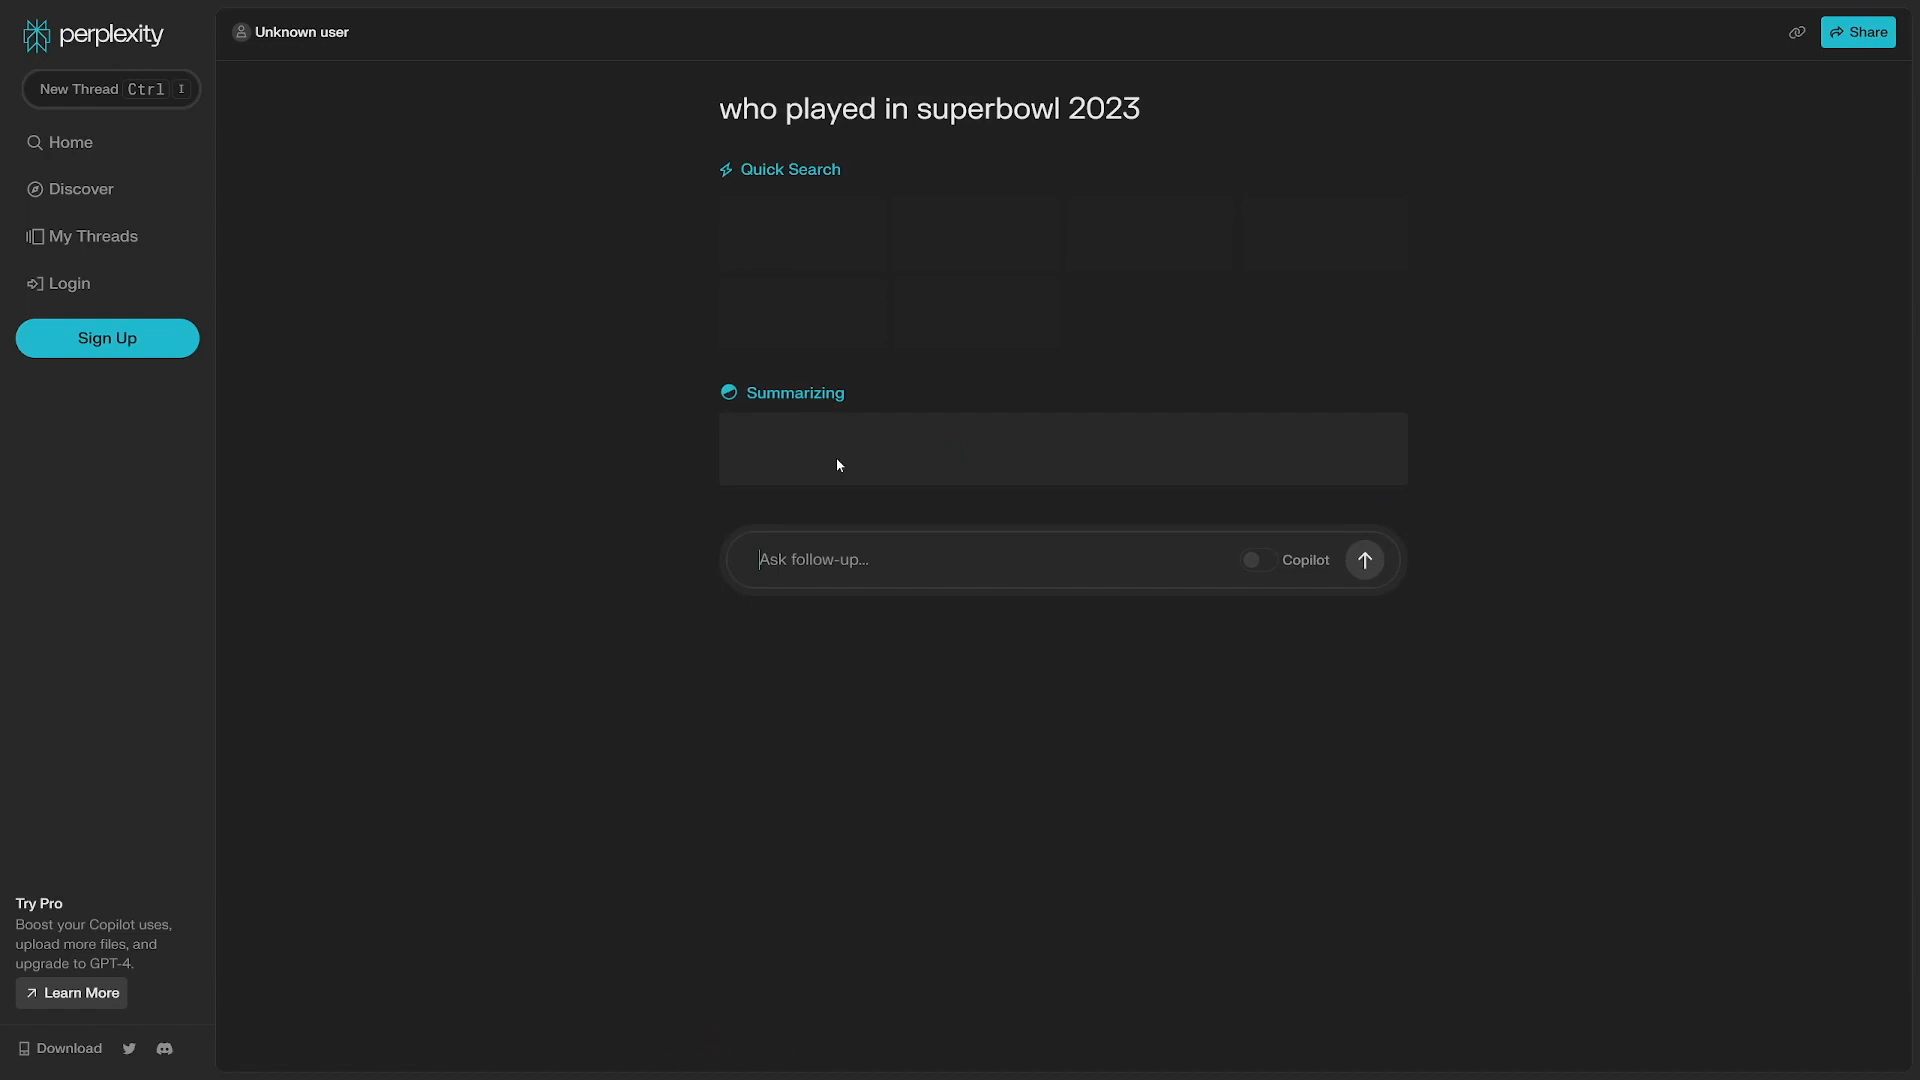 perplexity
New Thread Ctrl I
Home
Discover
My Threads
Login
Sign Up
Try Pro
Boost your Copilot uses,
upload more files, and
upgrade to GPT-4.
Learn More
Download
Unknown user
Share
who played in superbowl 2023
Quick Search
Summarizing
Ask follow-up...
Copilot